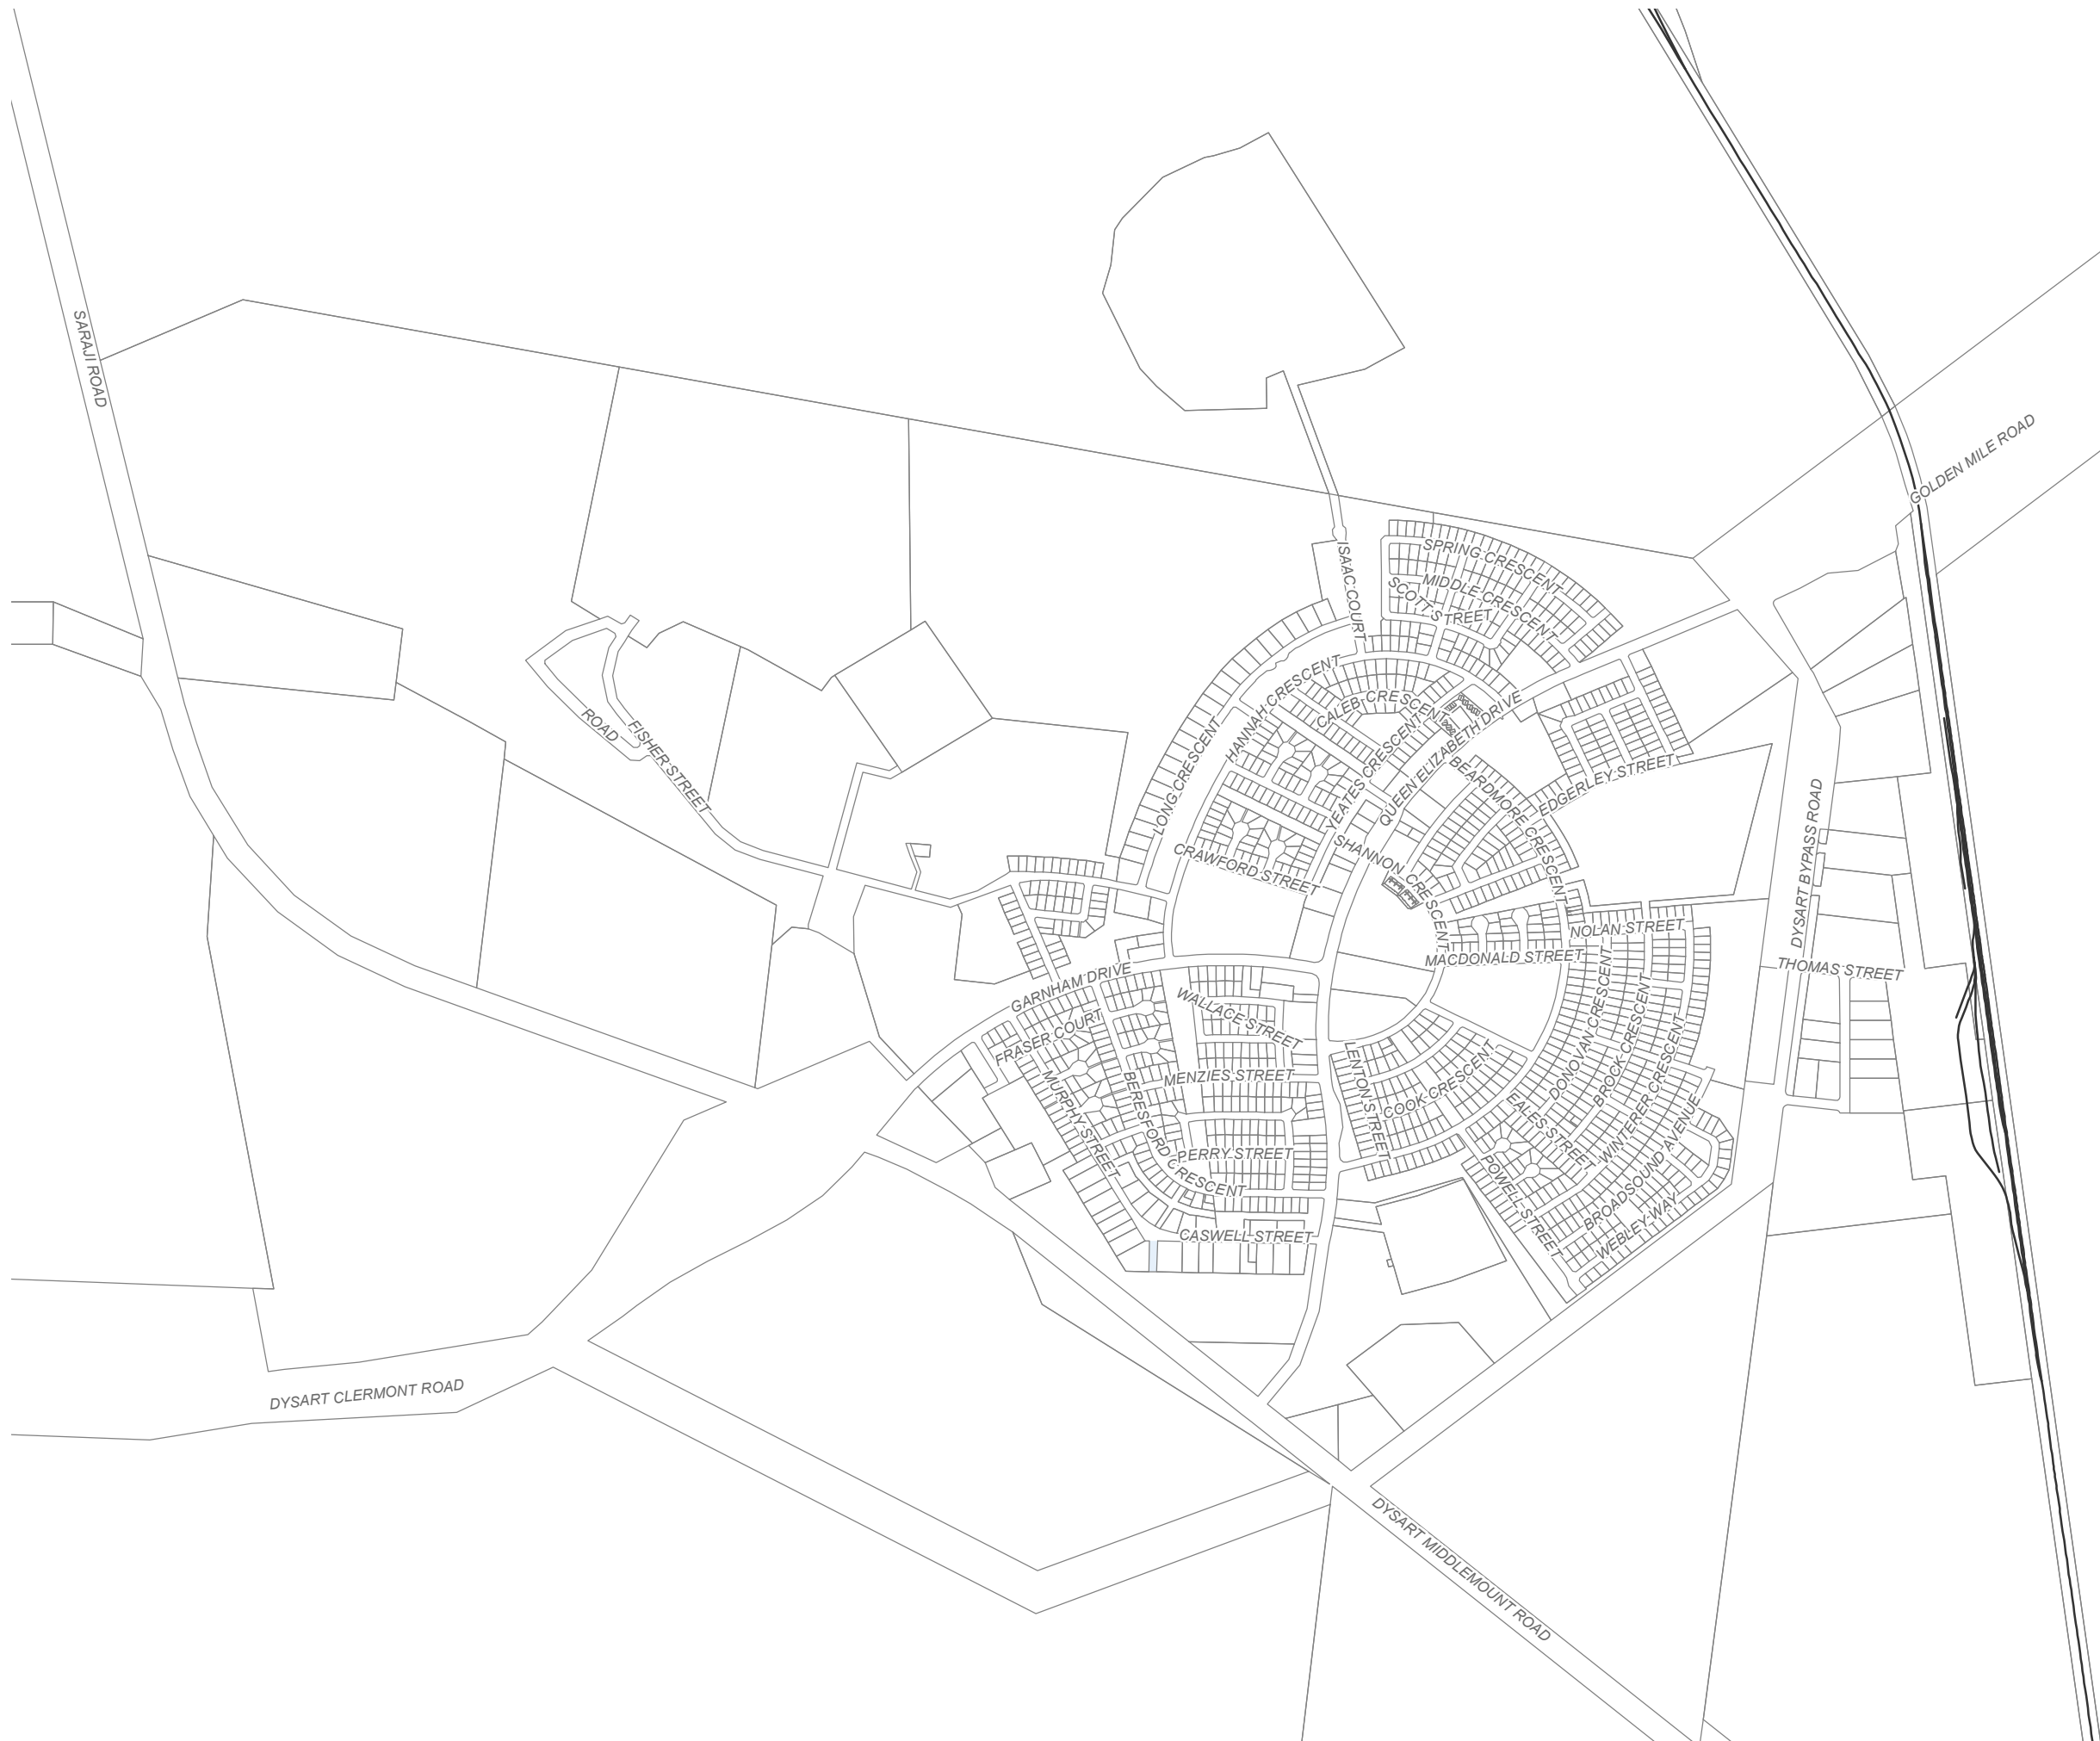 SARAJI ROAD
GOLDEN MILE ROAD
SPRING CRESCENT
ISAAC COURT
MIDDLE CRESCENT
SCOTT STREET
HANNAH CRESCENT
CALEB CRESCENT
QUEEN ELIZABETH DRIVE
ROAD
FISHER STREET
LONG CRESCENT
YEATES CRESCENT
BEARDMORE CRESCENT
EDGERLEY STREET
DYSART BYPASS ROAD
CRAWFORD STREET
SHANNON CRESCENT
NOLAN STREET
MACDONALD STREET
THOMAS STREET
GARNHAM DRIVE
WALLACE STREET
FRASER COURT
DONOVAN CRESCENT
BROCK CRESCENT
WINTERER CRESCENT
MENZIES STREET
LENTON STREET
COOK CRESCENT
MURPHY STREET
BERESFORD CRESCENT
EALES STREET
PERRY STREET
POWELL STREET
BROADSOUND AVENUE
WEBLEY WAY
CASWELL STREET
DYSART CLERMONT ROAD
DYSART MIDDLEMOUNT ROAD